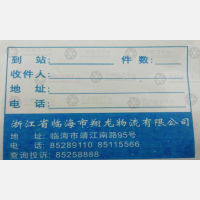 到 站: 件 数:
收件人:
地 址:
电 话:
浙江省临海市翔龙物流有限公司
地 址: 临海市靖江南路95号
电 话: 85289110 85115566
查询投诉: 85258888